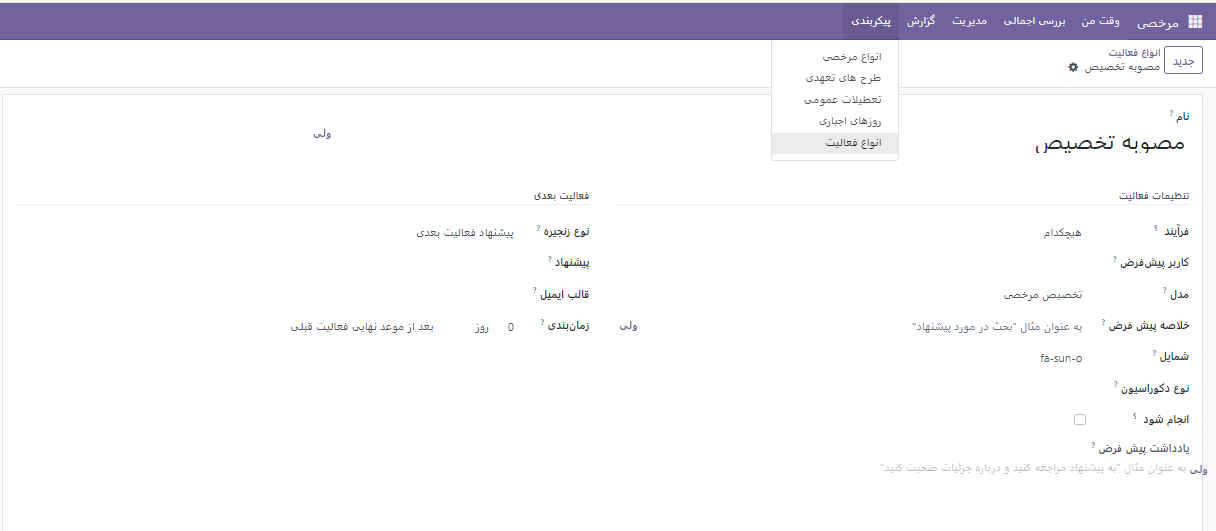 مرخصی وقت من بررسی اجمالی مدیریت گزارش پیکربندی
انواع مرخصی
طرح های تعهدی
تعطیلات عمومی
روزهای اجباری
انواع فعالیت
جدید
انواع فعالیت
مصوبه تخصیص
نام ?
مصوبه تخصیص
ولی
تنظیمات فعالیت
فرآیند ؟ هیچکدام
کاربر پیش‌فرض ?
مدل ? تخصیص مرخصی
خلاصه پیش فرض ? به عنوان مثال "بحث در مورد پیشنهاد" ولی
شمایل ? fa-sun-o
نوع دکوراسیون ?
انجام شود ؟
یادداشت پیش فرض ?
به عنوان مثال "به پیشنهاد مراجعه کنید و درباره جزئیات صحبت کنید" ولی
فعالیت بعدی
نوع زنجیره ? پیشنهاد فعالیت بعدی
پیشنهاد ?
قالب ایمیل ?
زمان‌بندی ? 0 روز بعد از موعد نهایی فعالیت قبلی